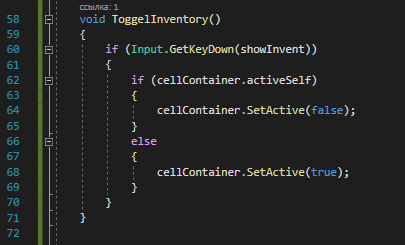 ссылка: 1
58 void ToggelInventory()
59 {
60 if (Input.GetKeyDown(showInvent))
61 {
62 if (cellContainer.activeSelf)
63 {
64 cellContainer.SetActive(false);
65 }
66 else
67 {
68 cellContainer.SetActive(true);
69 }
70 }
71 }
72